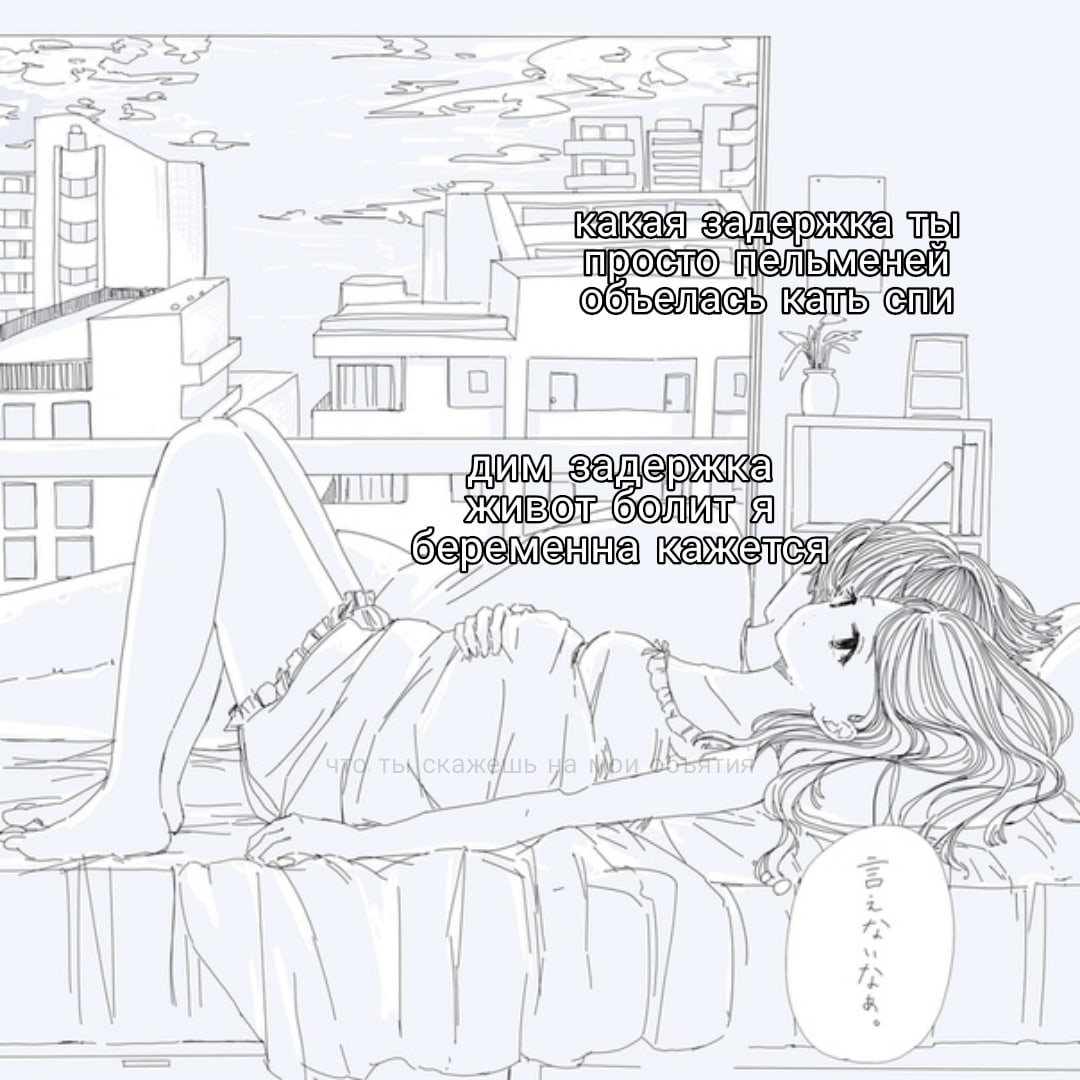 какая задержка ты
просто пельменей
объелась кать спи
дим задержка
живот болит я
беременна кажется
что ты скажешь на мои объятия
言えないなぁ。